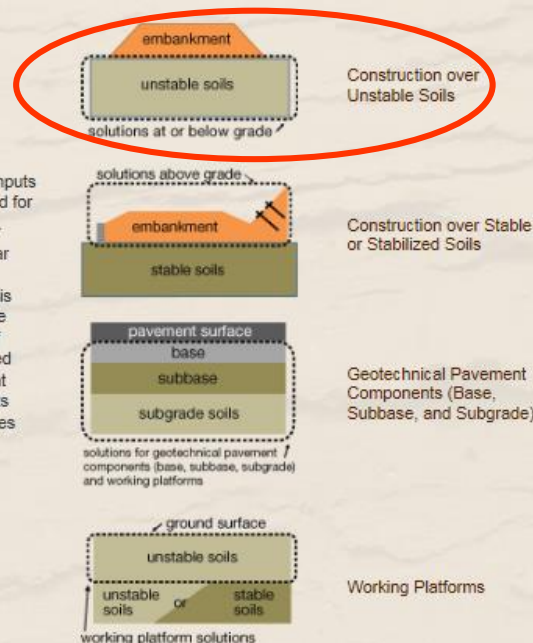 embankment
unstable soils
solutions at or below grade
Construction over
Unstable Soils
solutions above grade
embankment
stable soils
Construction over Stable
or Stabilized Soils
pavement surface
base
subbase
subgrade soils
solutions for geotechnical pavement
components (base, subbase, subgrade)
and working platforms
Geotechnical Pavement
Components (Base,
Subbase, and Subgrade)
ground surface
unstable soils
unstable
soils
or
stable
soils
working platform solutions
Working Platforms
d for
is